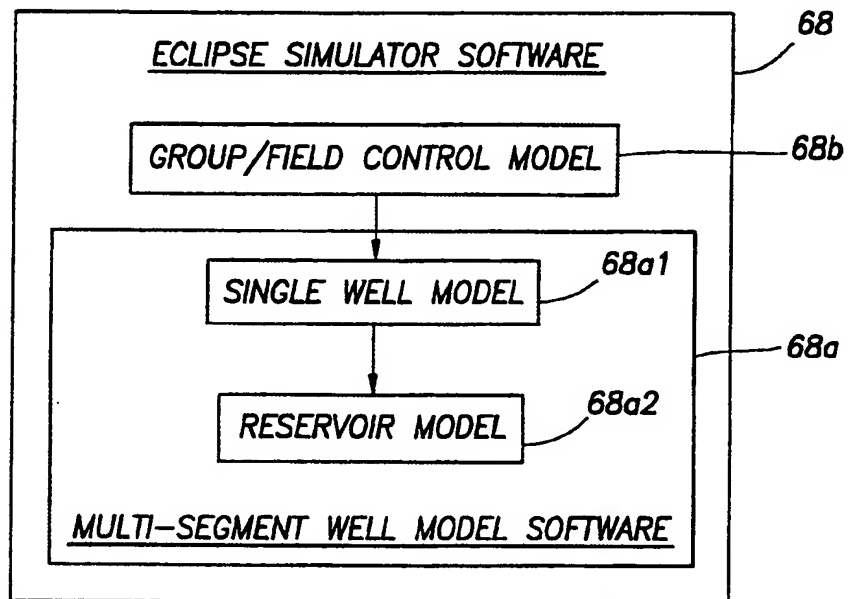 68
ECLIPSE SIMULATOR SOFTWARE
GROUP/FIELD CONTROL MODEL
68b
SINGLE WELL MODEL
68a1
68a
RESERVOIR MODEL
68a2
MULTI-SEGMENT WELL MODEL SOFTWARE